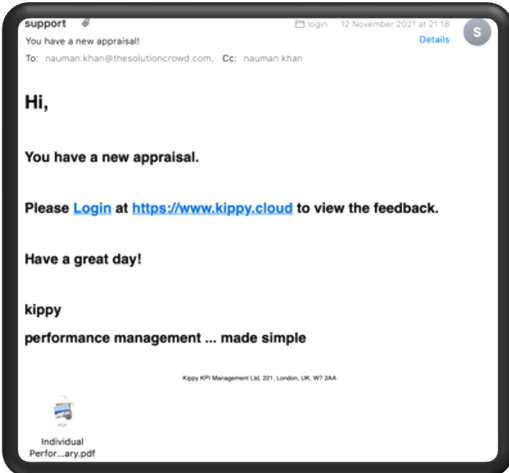 support
login 12 November 2021 at 21:18
S
You have a new appraisal!
Details
To: nauman.khan@thesolutioncrowd.com, Cc: nauman khan
Hi,
You have a new appraisal.
Please Login at https://www.kippy.cloud to view the feedback.
Have a great day!
kippy
performance management ... made simple
Kippy KPI Management Ltd, 221, London, UK, W7 2AA
PDF
Individual
Perfor...ary.pdf